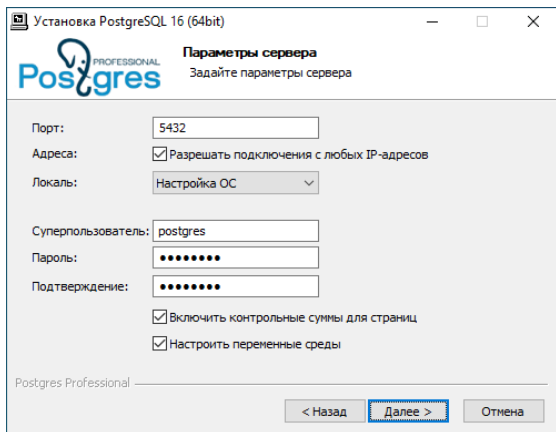 Установка PostgreSQL 16 (64bit)
PROFESSIONAL
Postgres
Параметры сервера
Задайте параметры сервера
Порт: 5432
Адреса: Разрешать подключения с любых IP-адресов
Локаль: Настройка ОС
Суперпользователь: postgres
Пароль: ••••••••
Подтверждение: ••••••••
Включить контрольные суммы для страниц
Настроить переменные среды
Postgres Professional
< Назад Далее > Отмена